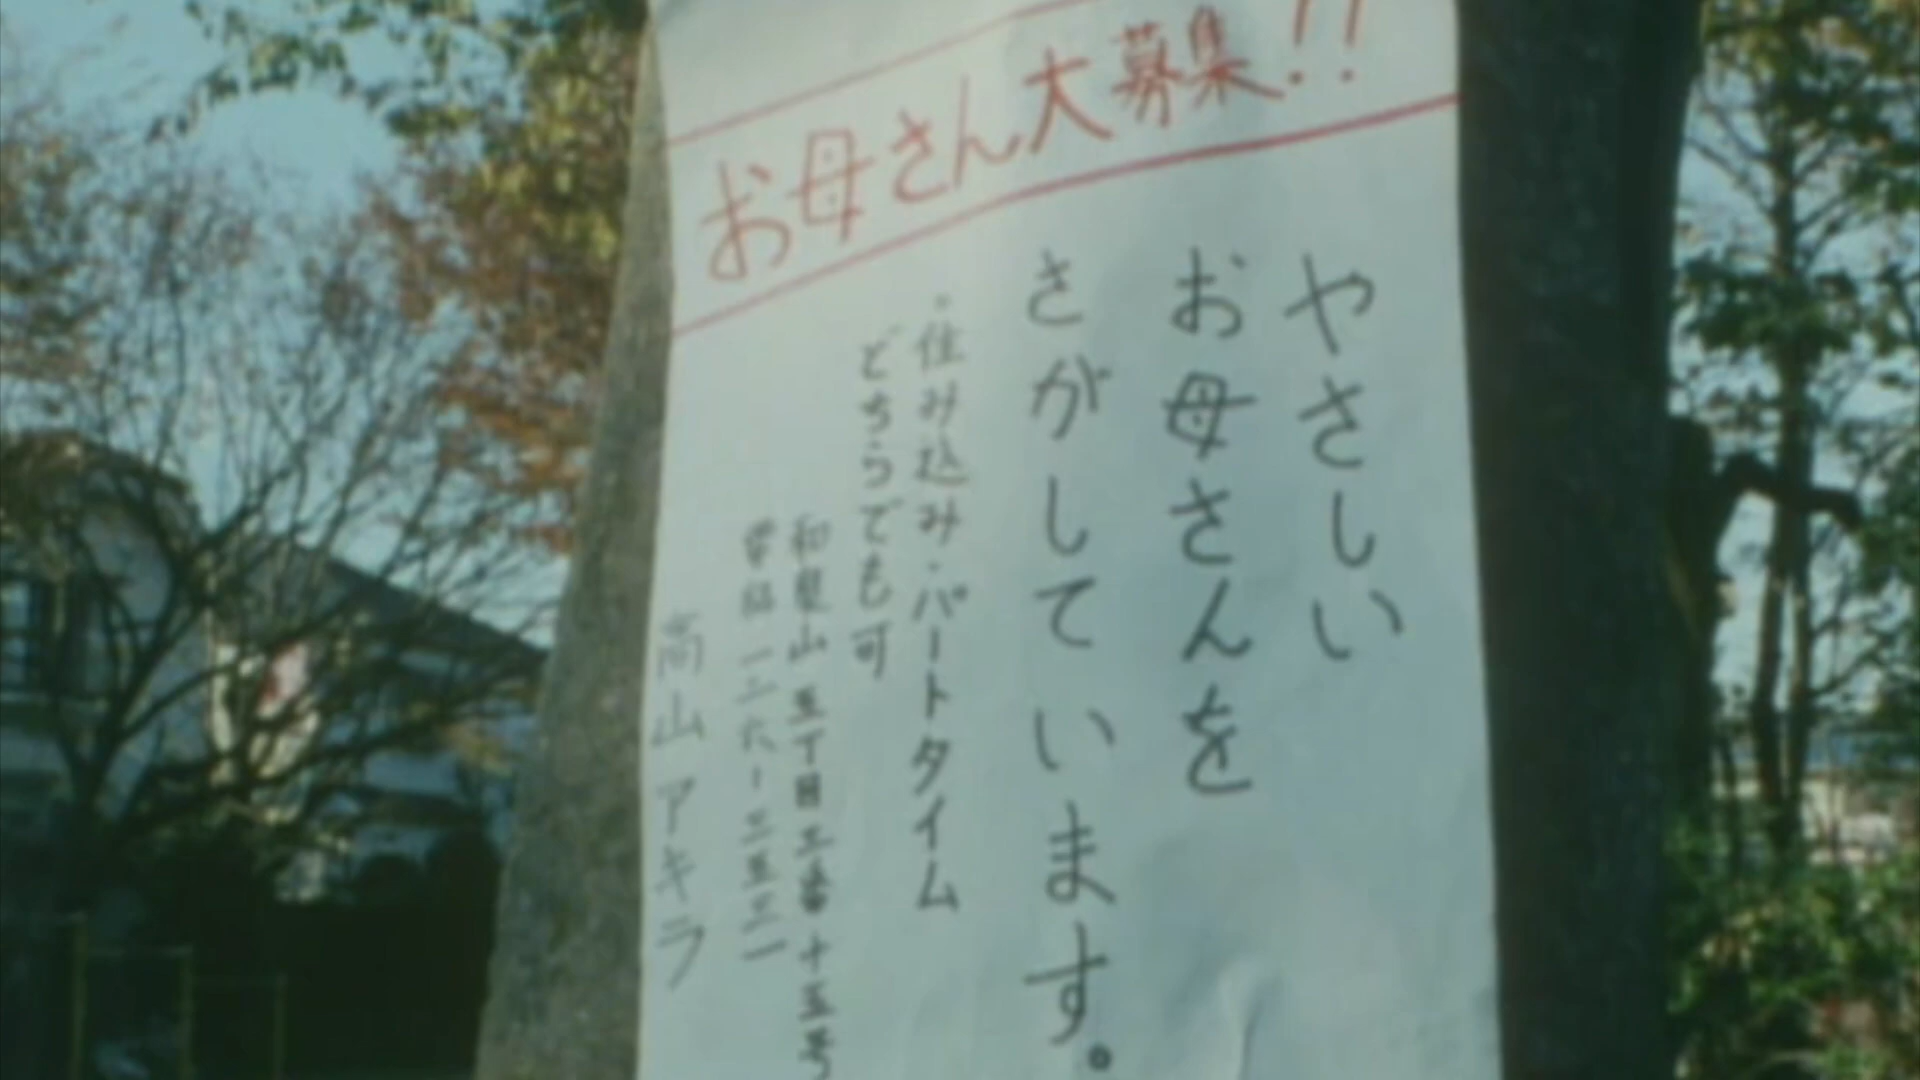 お母さん大募集!!
やさしい
お母さんを
さがしています。
・住み込み・パートタイム
どちらでも可
高山アキラ